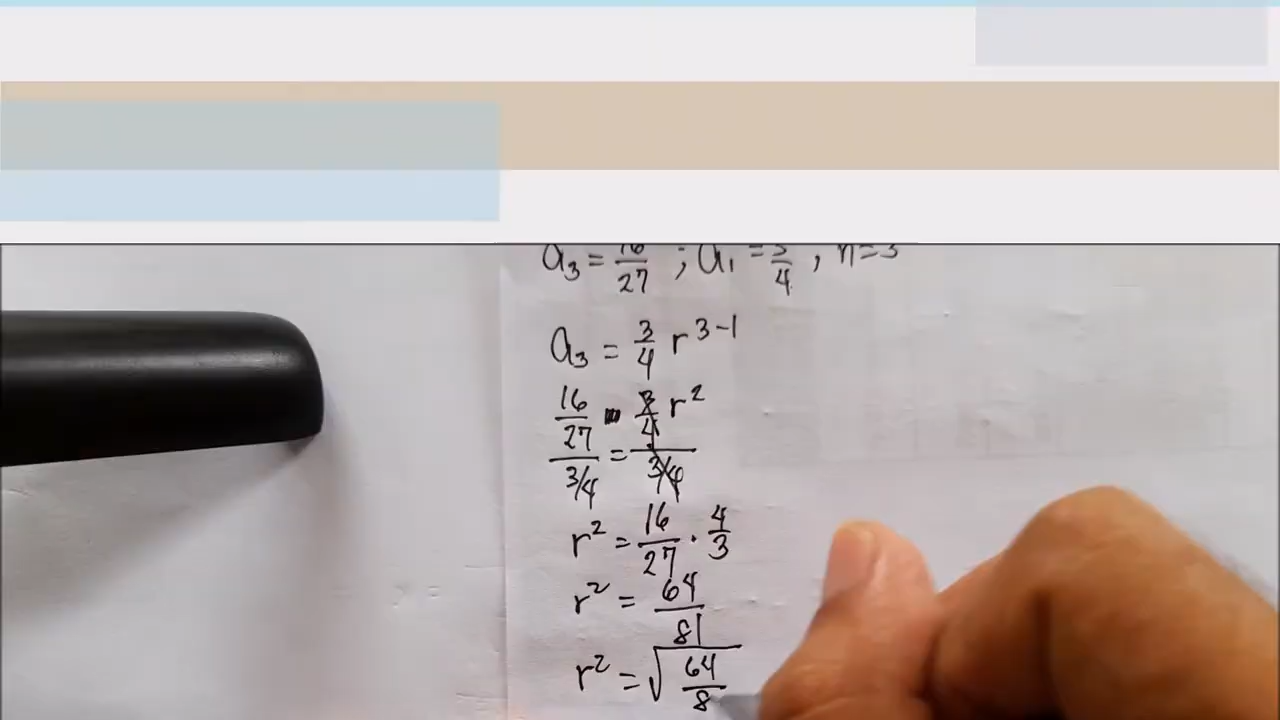 a₃ = 16/27 ; a₁ = 3/4 , n=3
a₃ = 3/4 r³⁻¹
16/27 = 3/4 r²
3/4 = 3/4
r² = 16/27 · 4/3
r² = 64/81
r² = √64/8